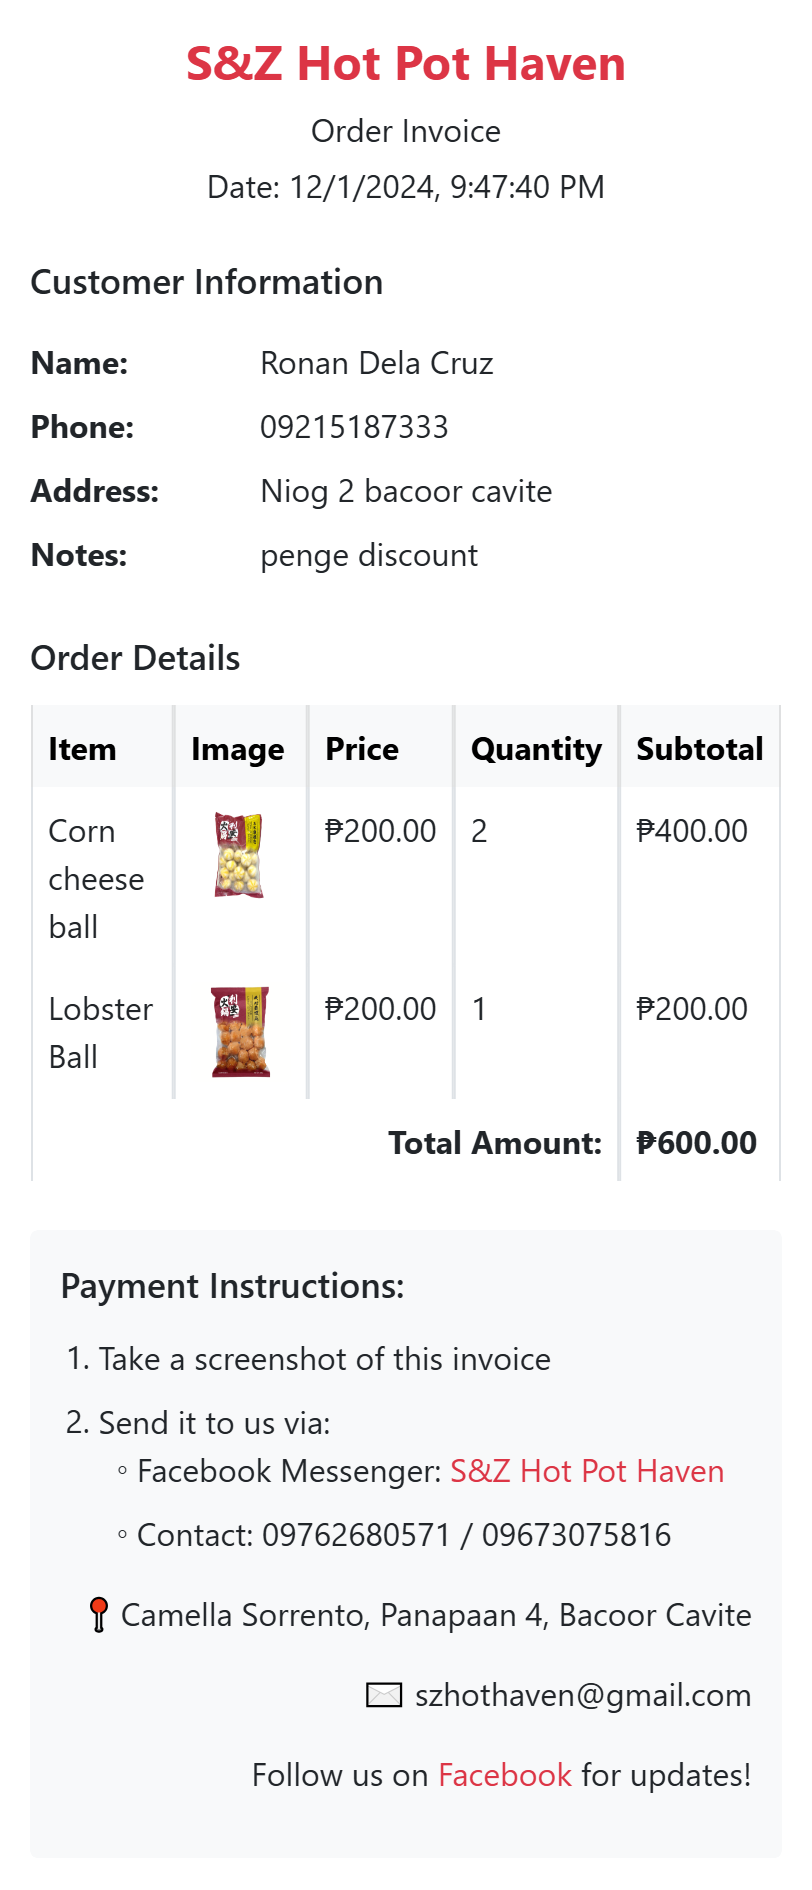 S&Z Hot Pot Haven
Order Invoice
Date: 12/1/2024, 9:47:40 PM
Customer Information
Name: Ronan Dela Cruz
Phone: 09215187333
Address: Niog 2 bacoor cavite
Notes: penge discount
Order Details
Item Image Price Quantity Subtotal
Corn cheese ball ₱200.00 2 ₱400.00
Lobster Ball ₱200.00 1 ₱200.00
Total Amount: ₱600.00
Payment Instructions:
1. Take a screenshot of this invoice
2. Send it to us via:
◦ Facebook Messenger: S&Z Hot Pot Haven
◦ Contact: 09762680571 / 09673075816
📍 Camella Sorrento, Panapaan 4, Bacoor Cavite
✉ szhothaven@gmail.com
Follow us on Facebook for updates!